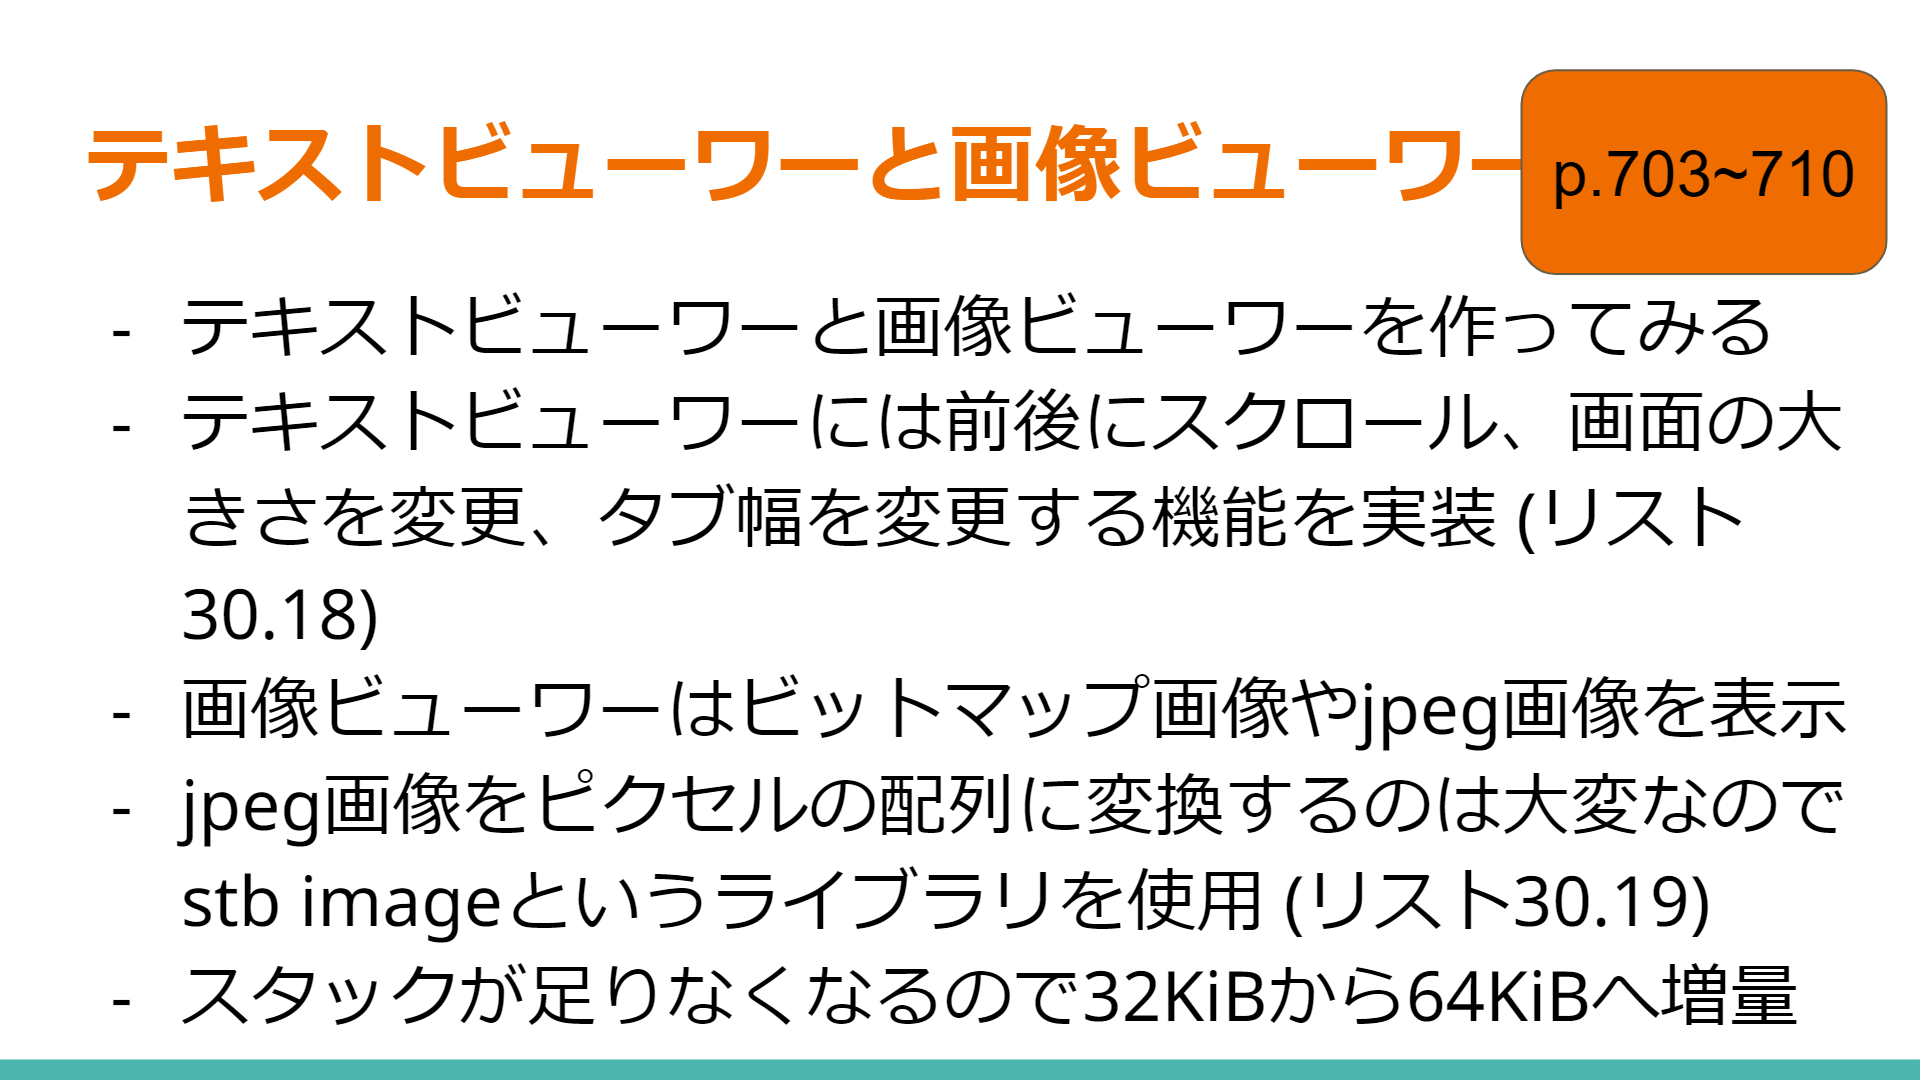 テキストビューワーと画像ビューワー
p.703~710
- テキストビューワーと画像ビューワーを作ってみる
- テキストビューワーには前後にスクロール、画面の大
きさを変更、タブ幅を変更する機能を実装 (リスト
30.18)
- 画像ビューワーはビットマップ画像やjpeg画像を表示
- jpeg画像をピクセルの配列に変換するのは大変なので
stb imageというライブラリを使用 (リスト30.19)
- スタックが足りなくなるので32KiBから64KiBへ増量